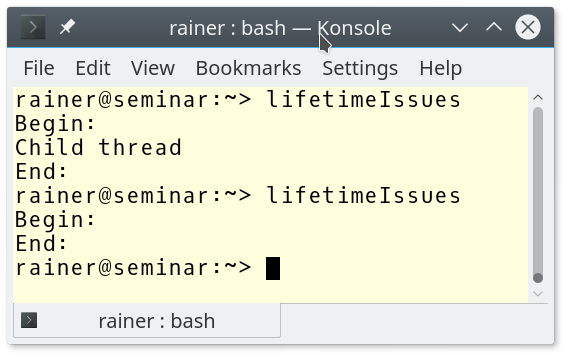 rainer : bash — Konsole
File Edit View Bookmarks Settings Help
rainer@seminar:~> lifetimeIssues
Begin:
Child thread
End:
rainer@seminar:~> lifetimeIssues
Begin:
End:
rainer@seminar:~>
rainer : bash